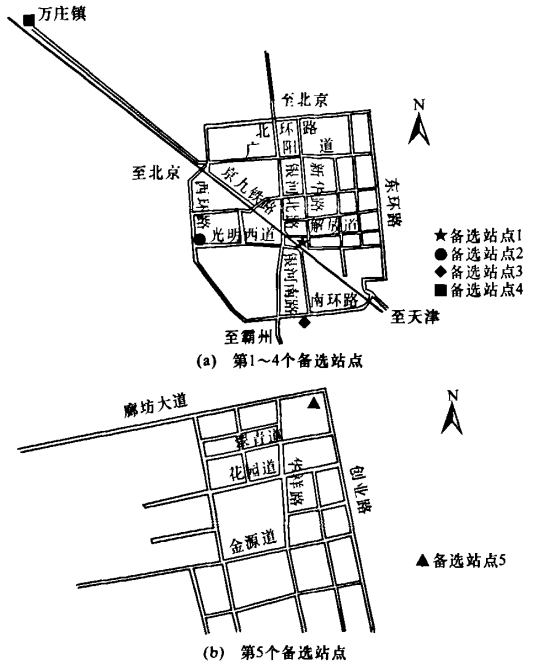 万庄镇
至北京
N
北环路
广阳道
至北京
京九铁路
西环路
银河北路
新华路
解放道
东环路
光明西道
★备选站点1
●备选站点2
◆备选站点3
■备选站点4
银河南路
南环路
至天津
至霸州
(a) 第1~4个备选站点
廊坊大道
N
花园道
华祥路
创业路
金源道
▲备选站点5
(b) 第5个备选站点